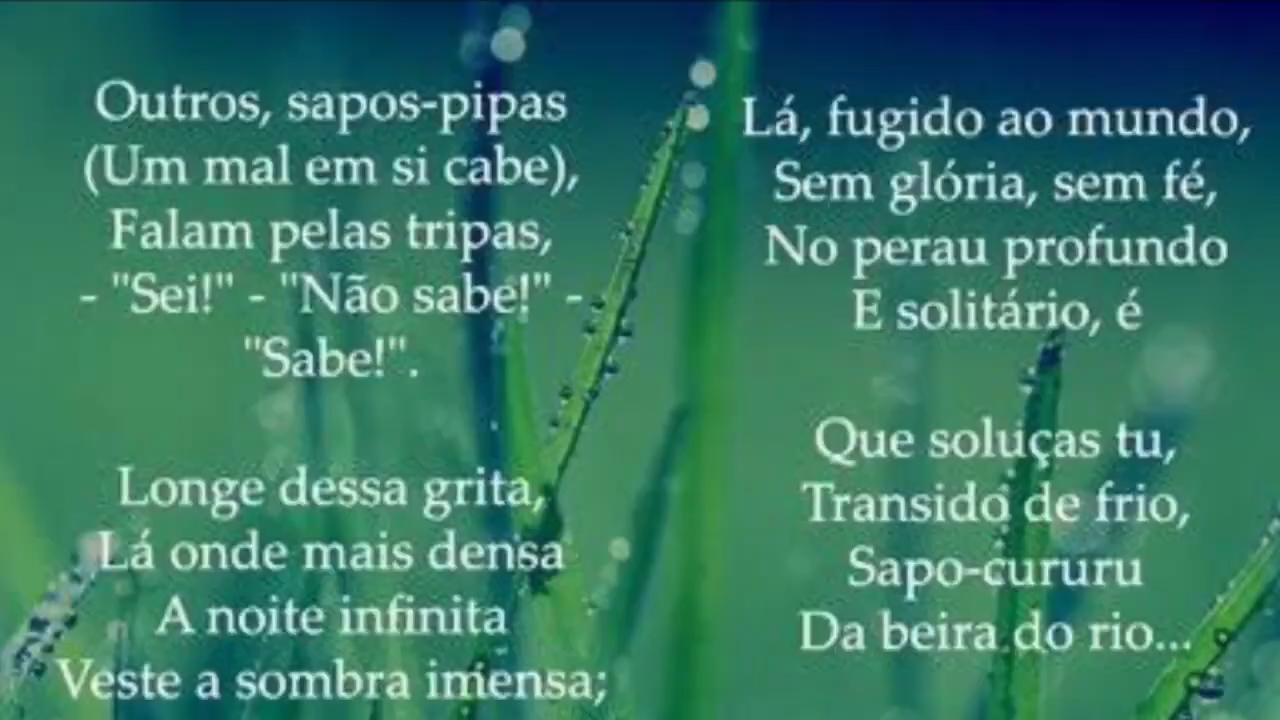 Outros, sapos-pipas
(Um mal em si cabe),
Falam pelas tripas,
- "Sei!" - "Não sabe!" -
"Sabe!".
Longe dessa grita,
Lá onde mais densa
A noite infinita
Veste a sombra imensa;
Lá, fugido ao mundo,
Sem glória, sem fé,
No perau profundo
E solitário, é
Que soluças tu,
Transido de frio,
Sapo-cururu
Da beira do rio...